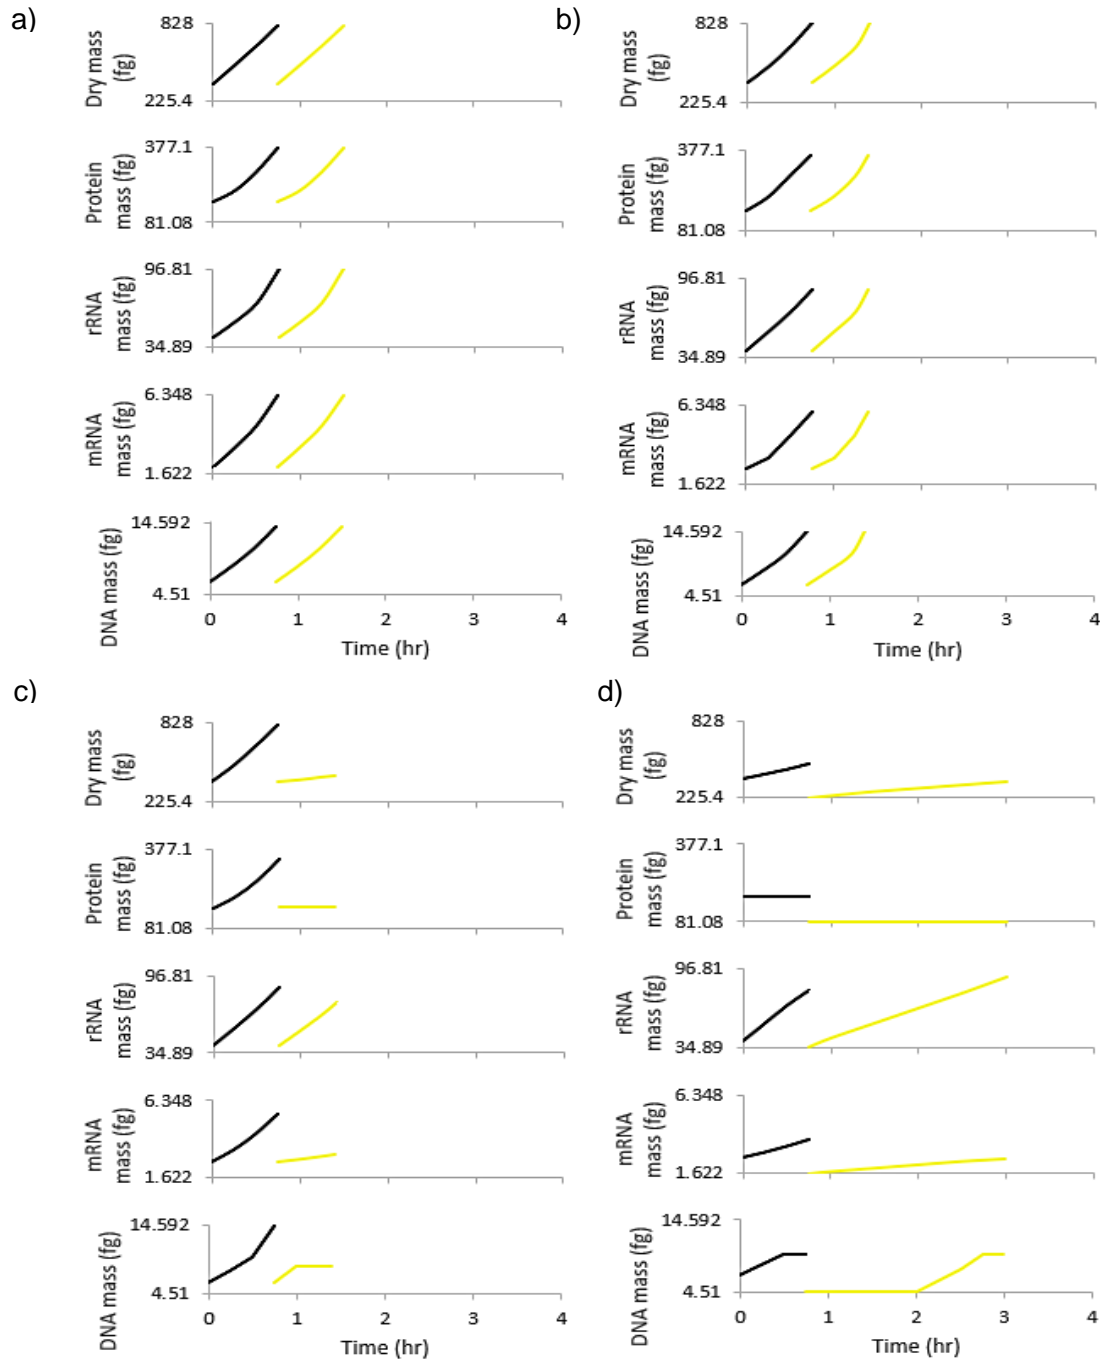 a)
828
Dry mass
(fg)
225.4
377.1
Protein
mass (fg)
81.08
96.81
rRNA
mass (fg)
34.89
6.348
mRNA
mass (fg)
1.622
14.592
DNA mass (fg)
4.51
0 1 2 3 4
Time (hr)
b)
828
Dry mass
(fg)
225.4
377.1
Protein
mass (fg)
81.08
96.81
rRNA
mass (fg)
34.89
6.348
mRNA
mass (fg)
1.622
14.592
DNA mass (fg)
4.51
0 1 2 3 4
Time (hr)
c)
828
Dry mass
(fg)
225.4
377.1
Protein
mass (fg)
81.08
96.81
rRNA
mass (fg)
34.89
6.348
mRNA
mass (fg)
1.622
14.592
DNA mass (fg)
4.51
0 1 2 3 4
Time (hr)
d)
828
Dry mass
(fg)
225.4
377.1
Protein
mass (fg)
81.08
96.81
rRNA
mass (fg)
34.89
6.348
mRNA
mass (fg)
1.622
14.592
DNA mass (fg)
4.51
0 1 2 3 4
Time (hr)